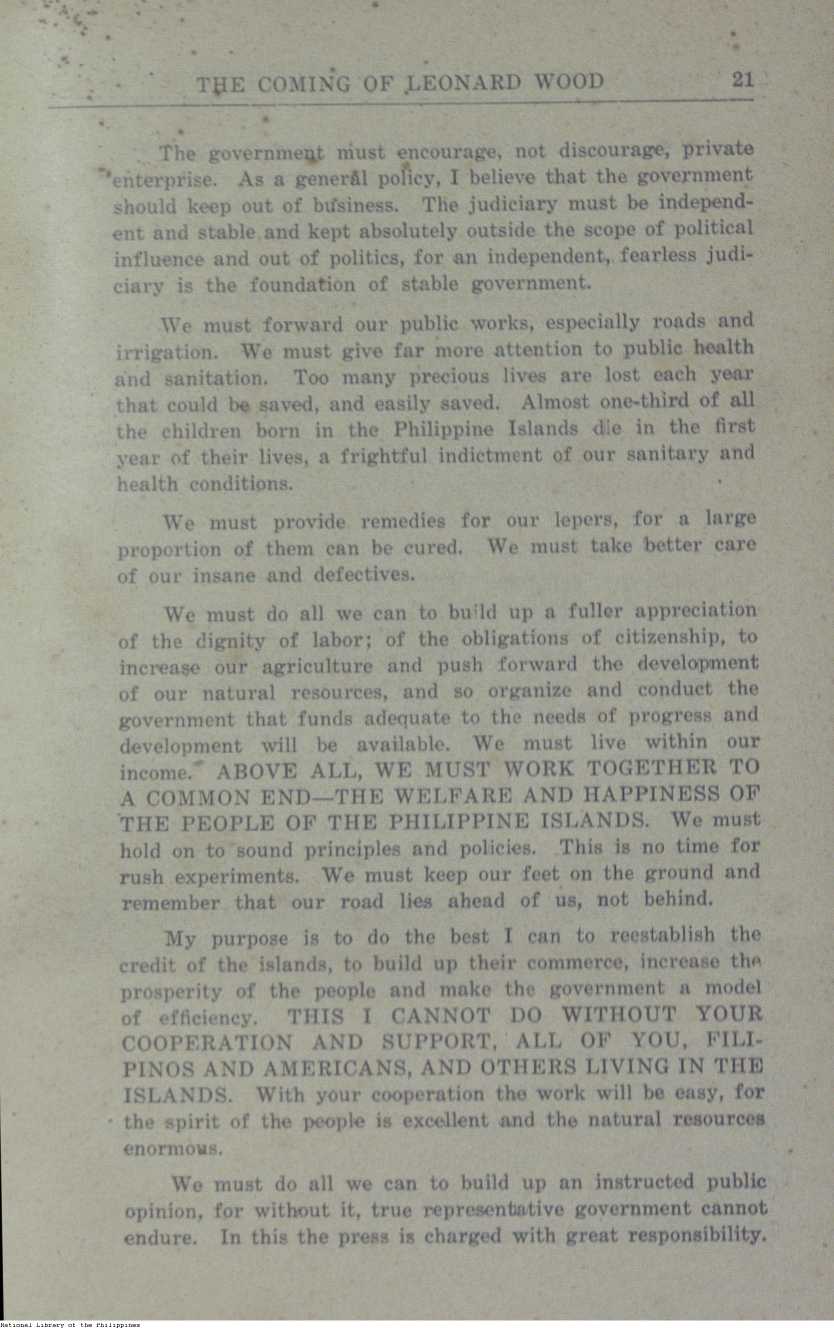 THE COMING OF LEONARD WOOD 21
The government must encourage, not discourage, private
enterprise. As a general policy, I believe that the government
should keep out of business. The judiciary must be independ-
ent and stable and kept absolutely outside the scope of political
influence and out of politics, for an independent, fearless judi-
ciary is the foundation of stable government.
We must forward our public works, especially roads and
irrigation. We must give far more attention to public health
and sanitation. Too many precious lives are lost each year
that could be saved, and easily saved. Almost one-third of all
the children born in the Philippine Islands die in the first
year of their lives, a frightful indictment of our sanitary and
health conditions.
We must provide remedies for our lepers, for a large
proportion of them can be cured. We must take better care
of our insane and defectives.
We must do all we can to build up a fuller appreciation
of the dignity of labor; of the obligations of citizenship, to
increase our agriculture and push forward the development
of our natural resources, and so organize and conduct the
government that funds adequate to the needs of progress and
development will be available. We must live within our
income. ABOVE ALL, WE MUST WORK TOGETHER TO
A COMMON END—THE WELFARE AND HAPPINESS OF
THE PEOPLE OF THE PHILIPPINE ISLANDS. We must
hold on to sound principles and policies. This is no time for
rush experiments. We must keep our feet on the ground and
remember that our road lies ahead of us, not behind.
My purpose is to do the best I can to reestablish the
credit of the islands, to build up their commerce, increase the
prosperity of the people and make the government a model
of efficiency. THIS I CANNOT DO WITHOUT YOUR
COOPERATION AND SUPPORT, ALL OF YOU, FILI-
PINOS AND AMERICANS, AND OTHERS LIVING IN THE
ISLANDS. With your cooperation the work will be easy, for
the spirit of the people is excellent and the natural resources
enormous.
We must do all we can to build up an instructed public
opinion, for without it, true representative government cannot
endure. In this the press is charged with great responsibility.
National Library of the Philippines